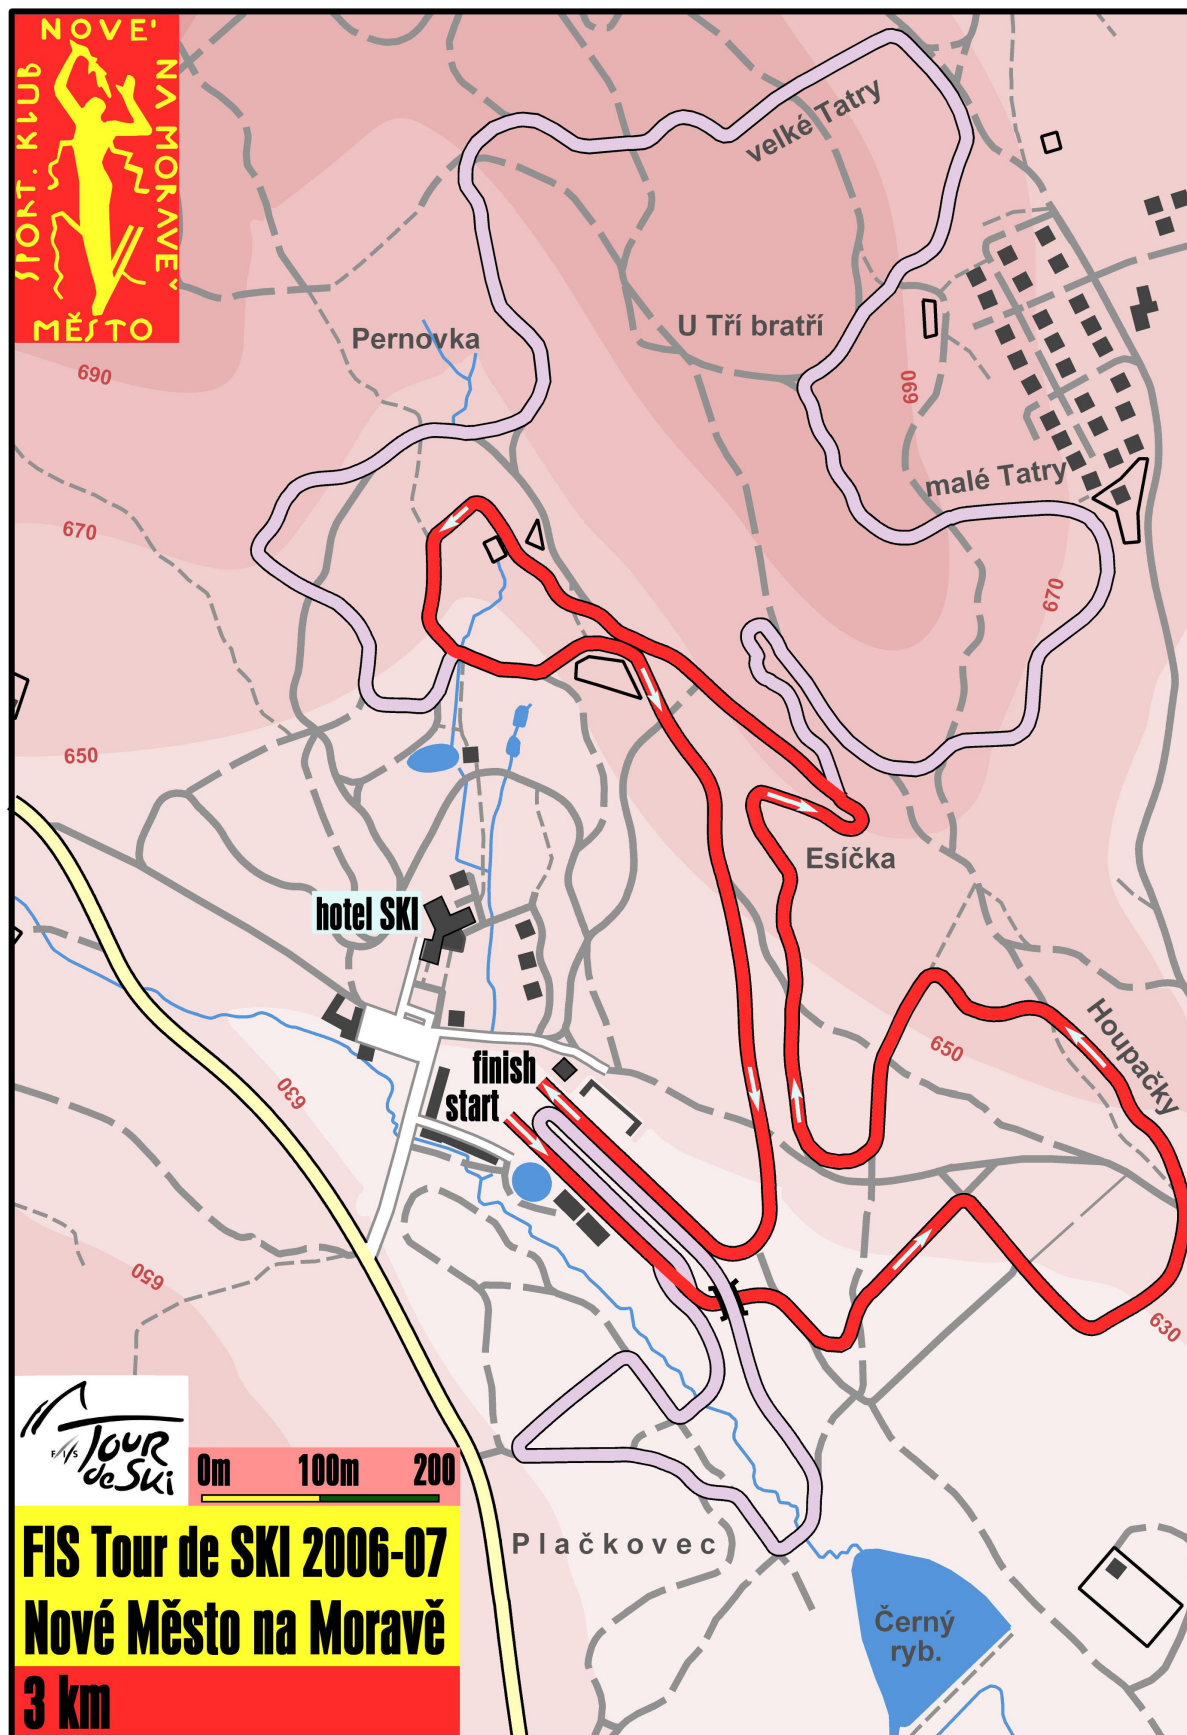 NOVE'
SPORT. KLUB
NA MORAVĚ
MĚSTO
velké Tatry
Pernovka
U Tří bratří
690
690
malé Tatry
670
670
650
Esíčka
hotel SKI
Houpačky
650
finish
start
630
650
630
FIS
TOUR
de SKI
0m 100m 200
Plačkovec
FIS Tour de SKI 2006-07
Nové Město na Moravě
3 km
Černý
ryb.